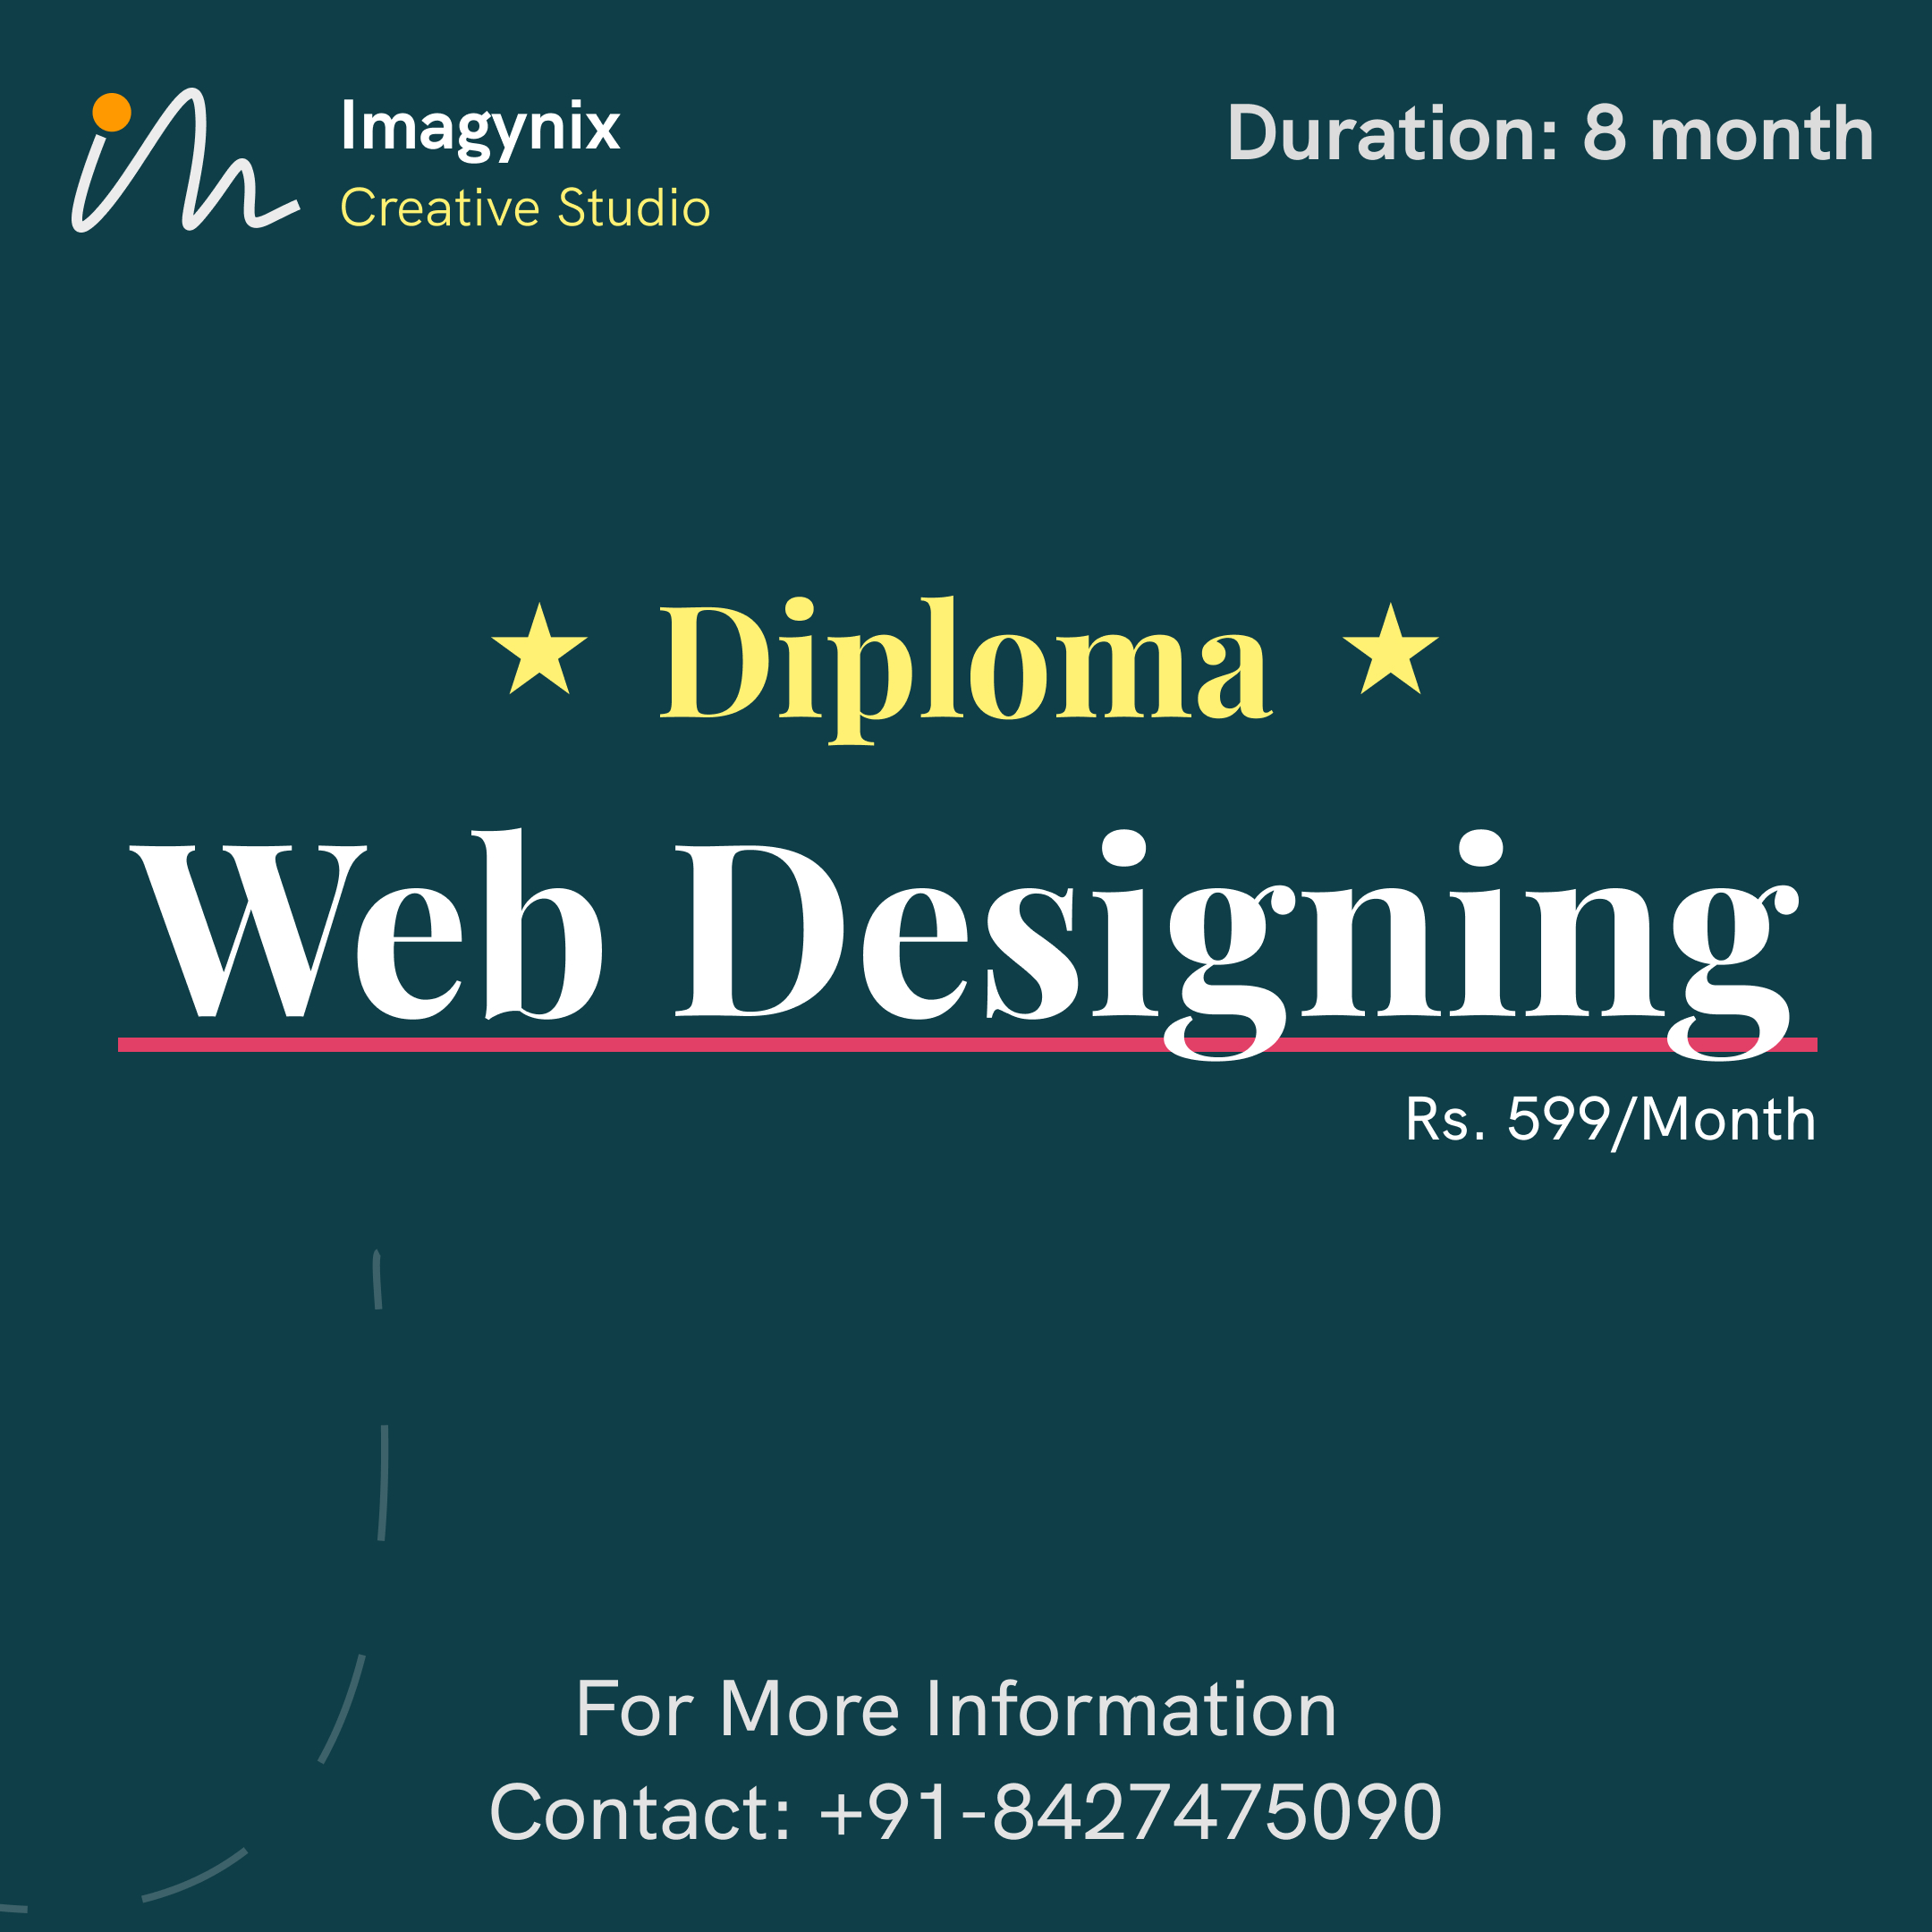 Imagynix
Creative Studio
Duration: 8 month
Diploma
Web Designing
Rs. 599/Month
For More Information
Contact: +91-8427475090